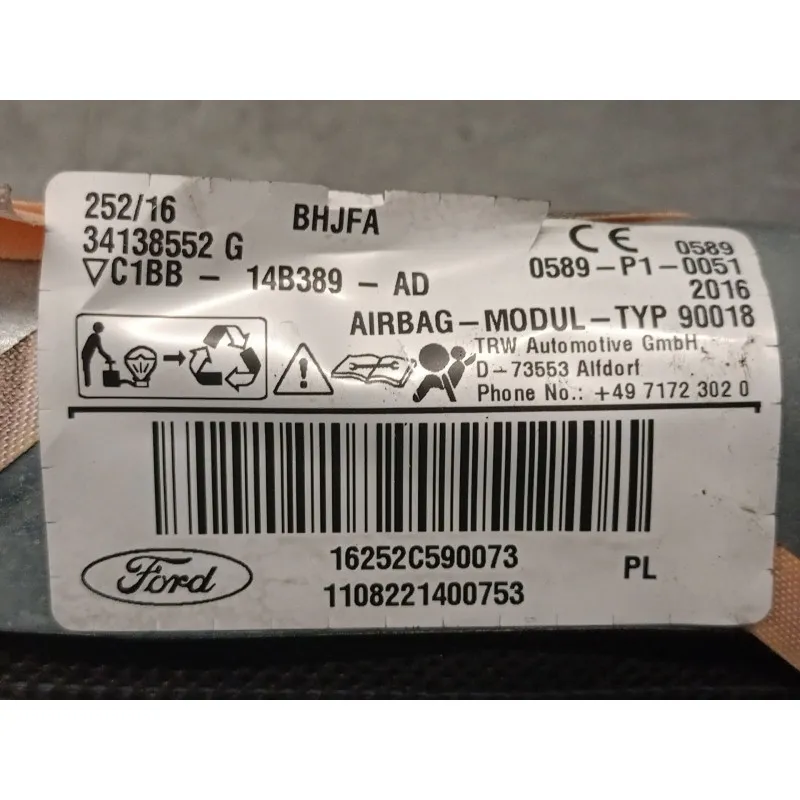 252/16 BHJFA
34138552 G
▽C1BB - 14B389 - AD
CE 0589
0589-P1-0051
2016
AIRBAG-MODUL-TYP 90018
TRW Automotive GmbH,
D-73553 Alfdorf
Phone No.: +49 7172 302 0
Ford
16252C590073
1108221400753
PL